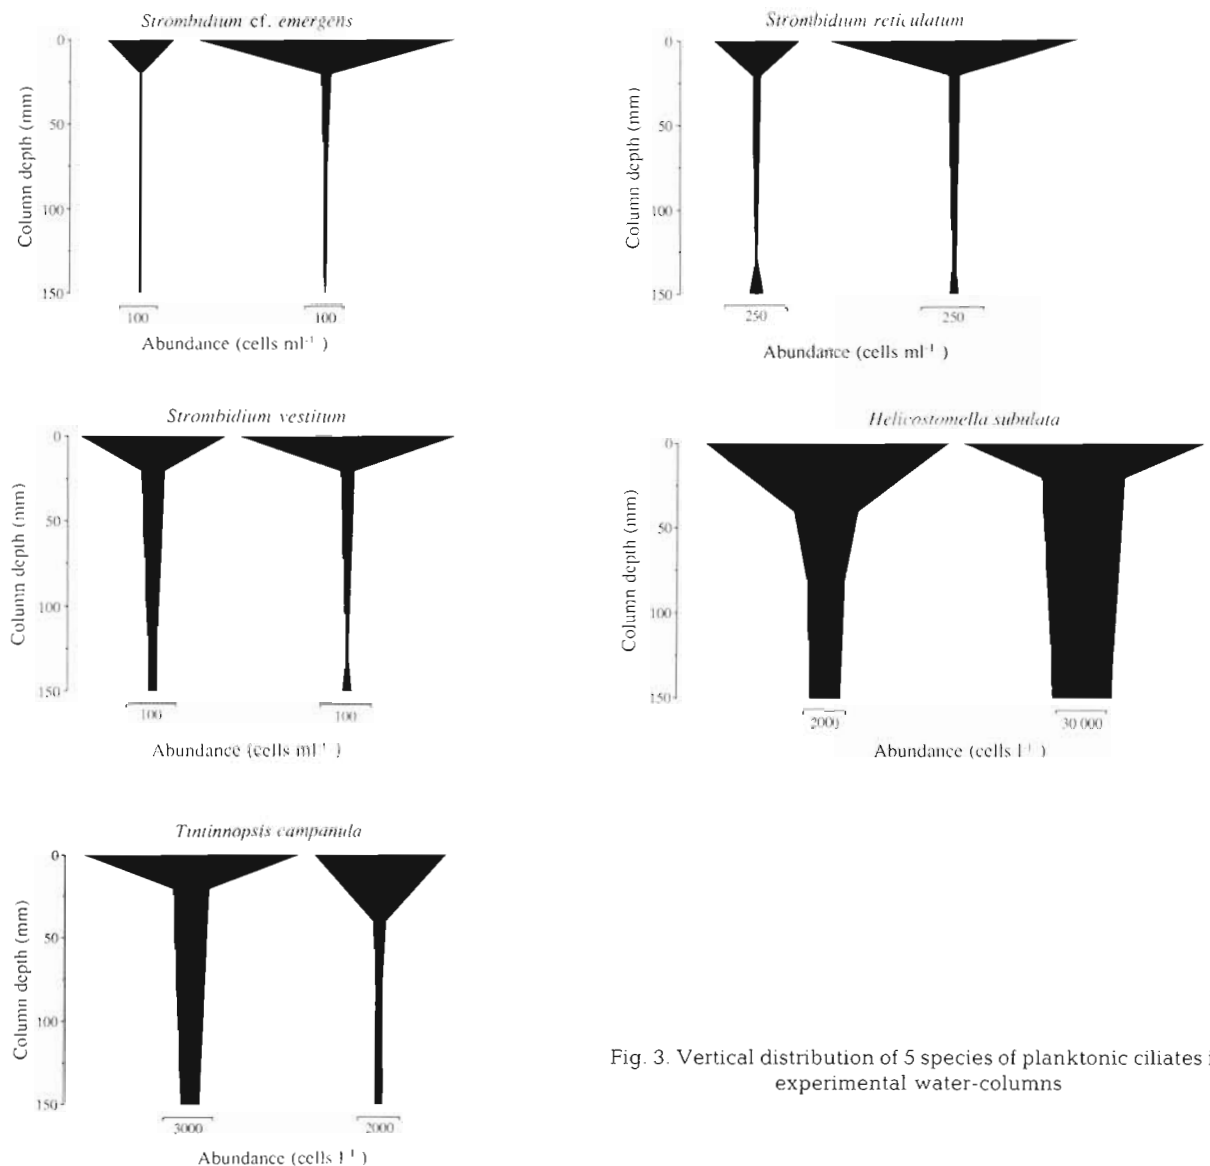 Strombidium cf. emergens
0
50
100
150
Column depth (mm)
100
100
Abundance (cells ml-1 )
Strombidium reticulatum
0
50
100
150
Column depth (mm)
250
250
Abundance (cells ml-1 )
Strombidium vestitum
0
50
100
150
Column depth (mm)
100
100
Abundance (cells ml-1 )
Helicostomella subulata
0
50
100
150
Column depth (mm)
2000
30 000
Abundance (cells l-1 )
Tintinnopsis campanula
0
50
100
150
Column depth (mm)
3000
2000
Abundance (cells l-1 )
Fig. 3. Vertical distribution of 5 species of planktonic ciliates
experimental water-columns